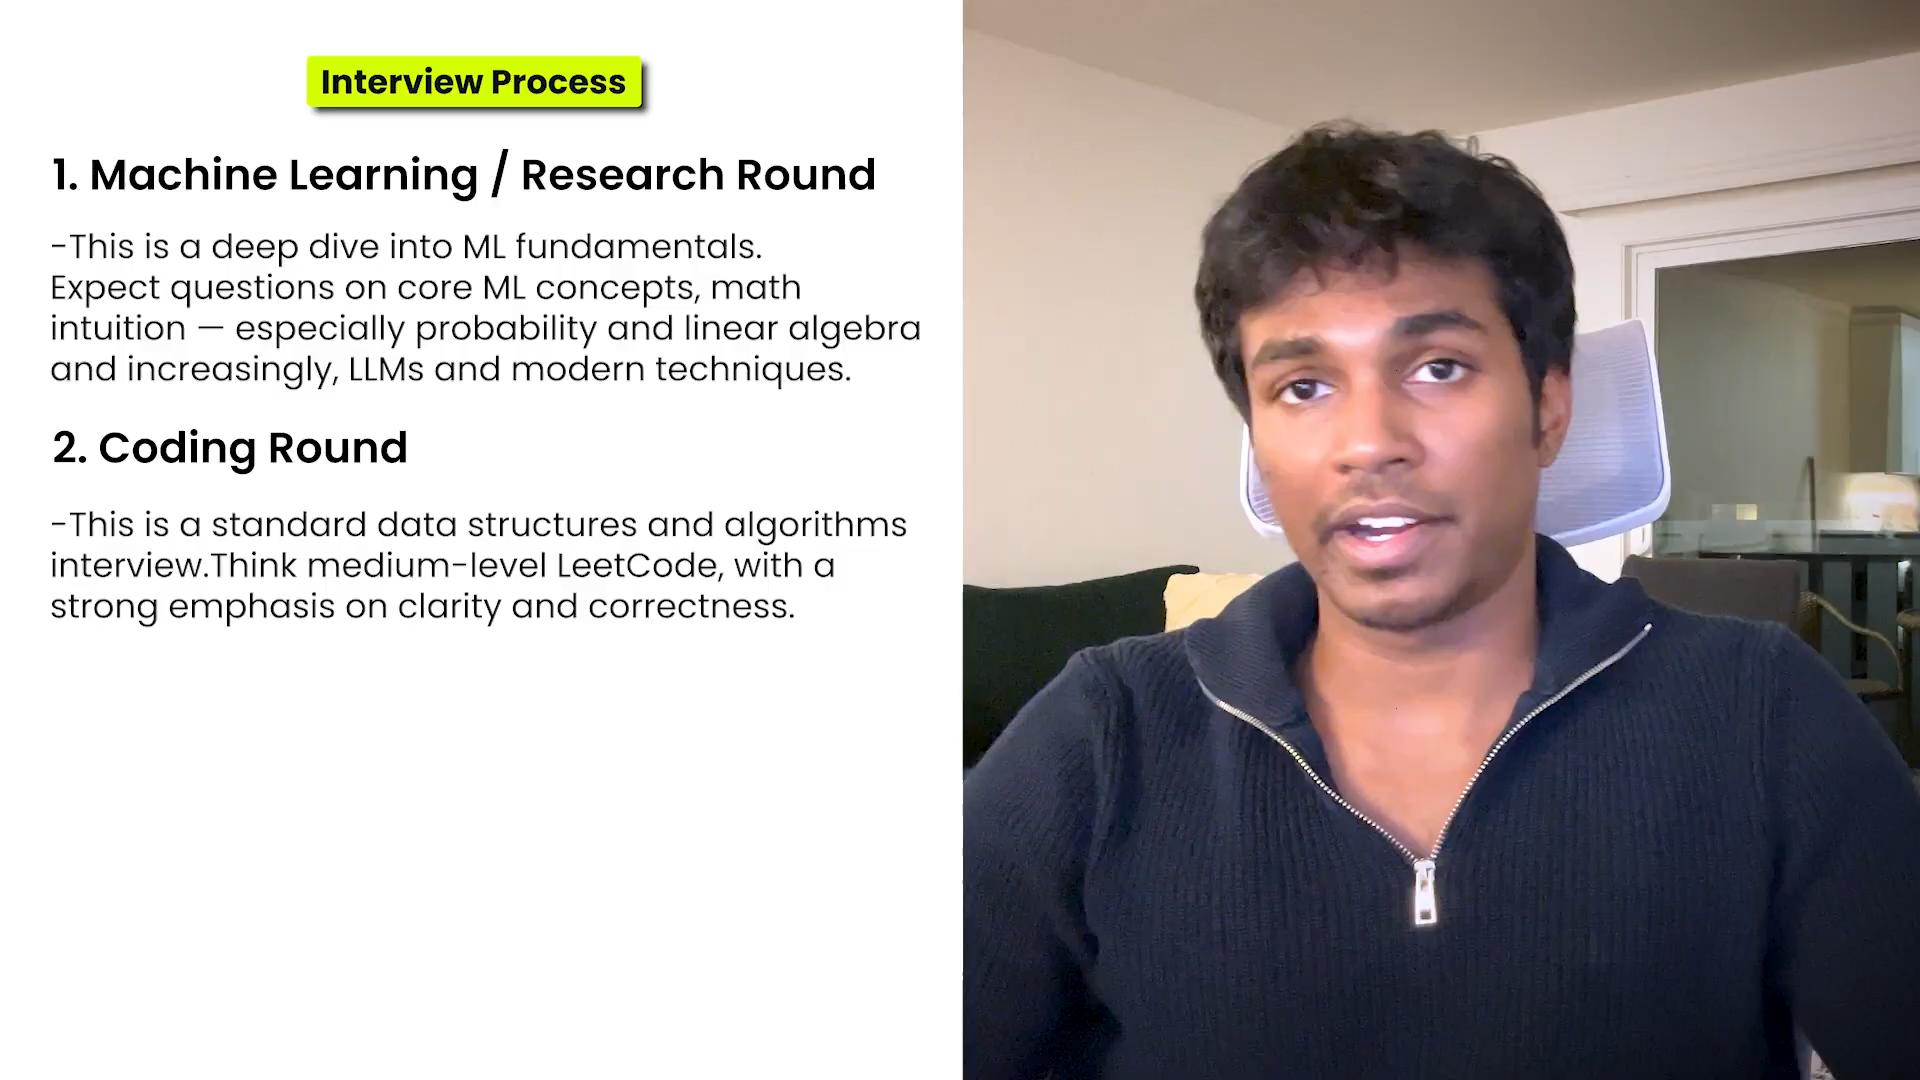 Interview Process
1. Machine Learning / Research Round
-This is a deep dive into ML fundamentals.
Expect questions on core ML concepts, math
intuition — especially probability and linear algebra
and increasingly, LLMs and modern techniques.
2. Coding Round
-This is a standard data structures and algorithms
interview.Think medium-level LeetCode, with a
strong emphasis on clarity and correctness.